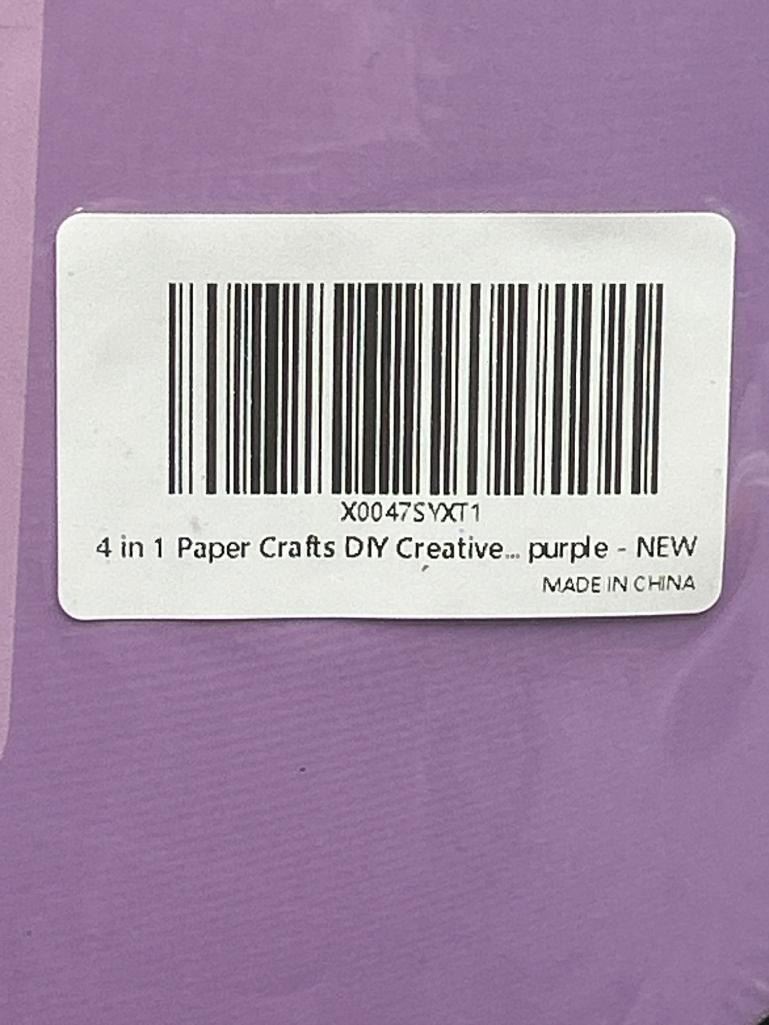 X0047SYXT1
4 in 1 Paper Crafts DIY Creative... purple - NEW
MADE IN CHINA